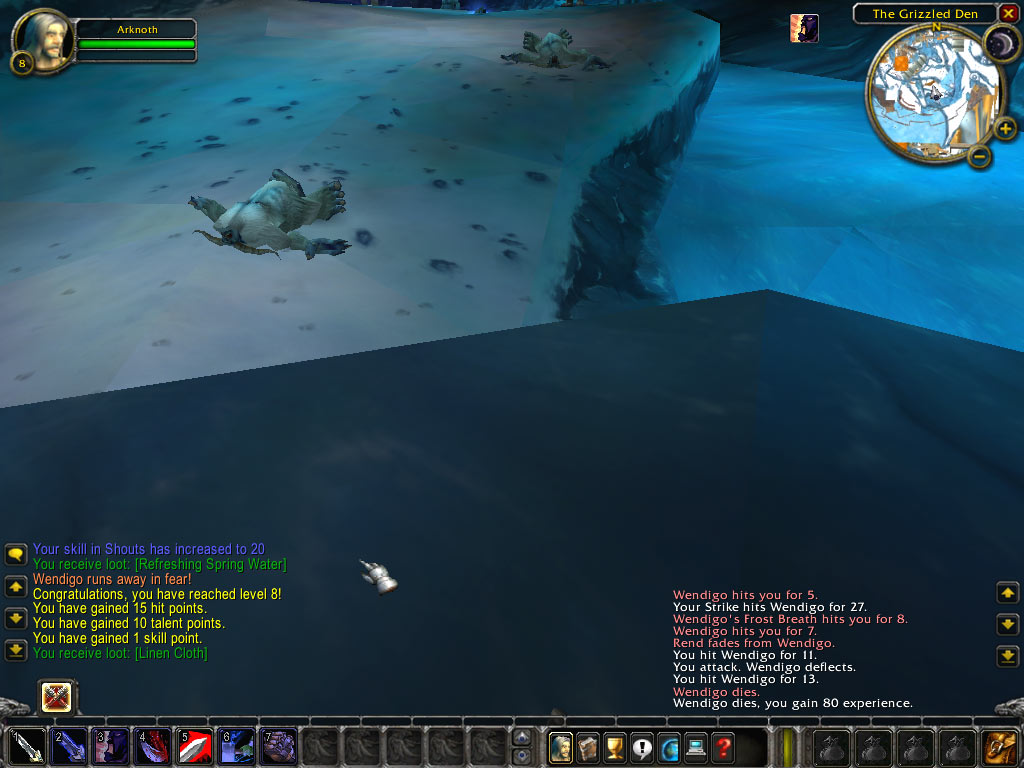 Arknoth
8
The Grizzled Den
N
Your skill in Shouts has increased to 20
You receive loot: [Refreshing Spring Water]
Wendigo runs away in fear!
Congratulations, you have reached level 8!
You have gained 15 hit points.
You have gained 10 talent points.
You have gained 1 skill point.
You receive loot: [Linen Cloth]
Wendigo hits you for 5.
Your Strike hits Wendigo for 27.
Wendigo's Frost Breath hits you for 8.
Wendigo hits you for 7.
Rend fades from Wendigo.
You hit Wendigo for 11.
You attack. Wendigo deflects.
You hit Wendigo for 13.
Wendigo dies.
Wendigo dies, you gain 80 experience.
1 2 3 4 5 6 7